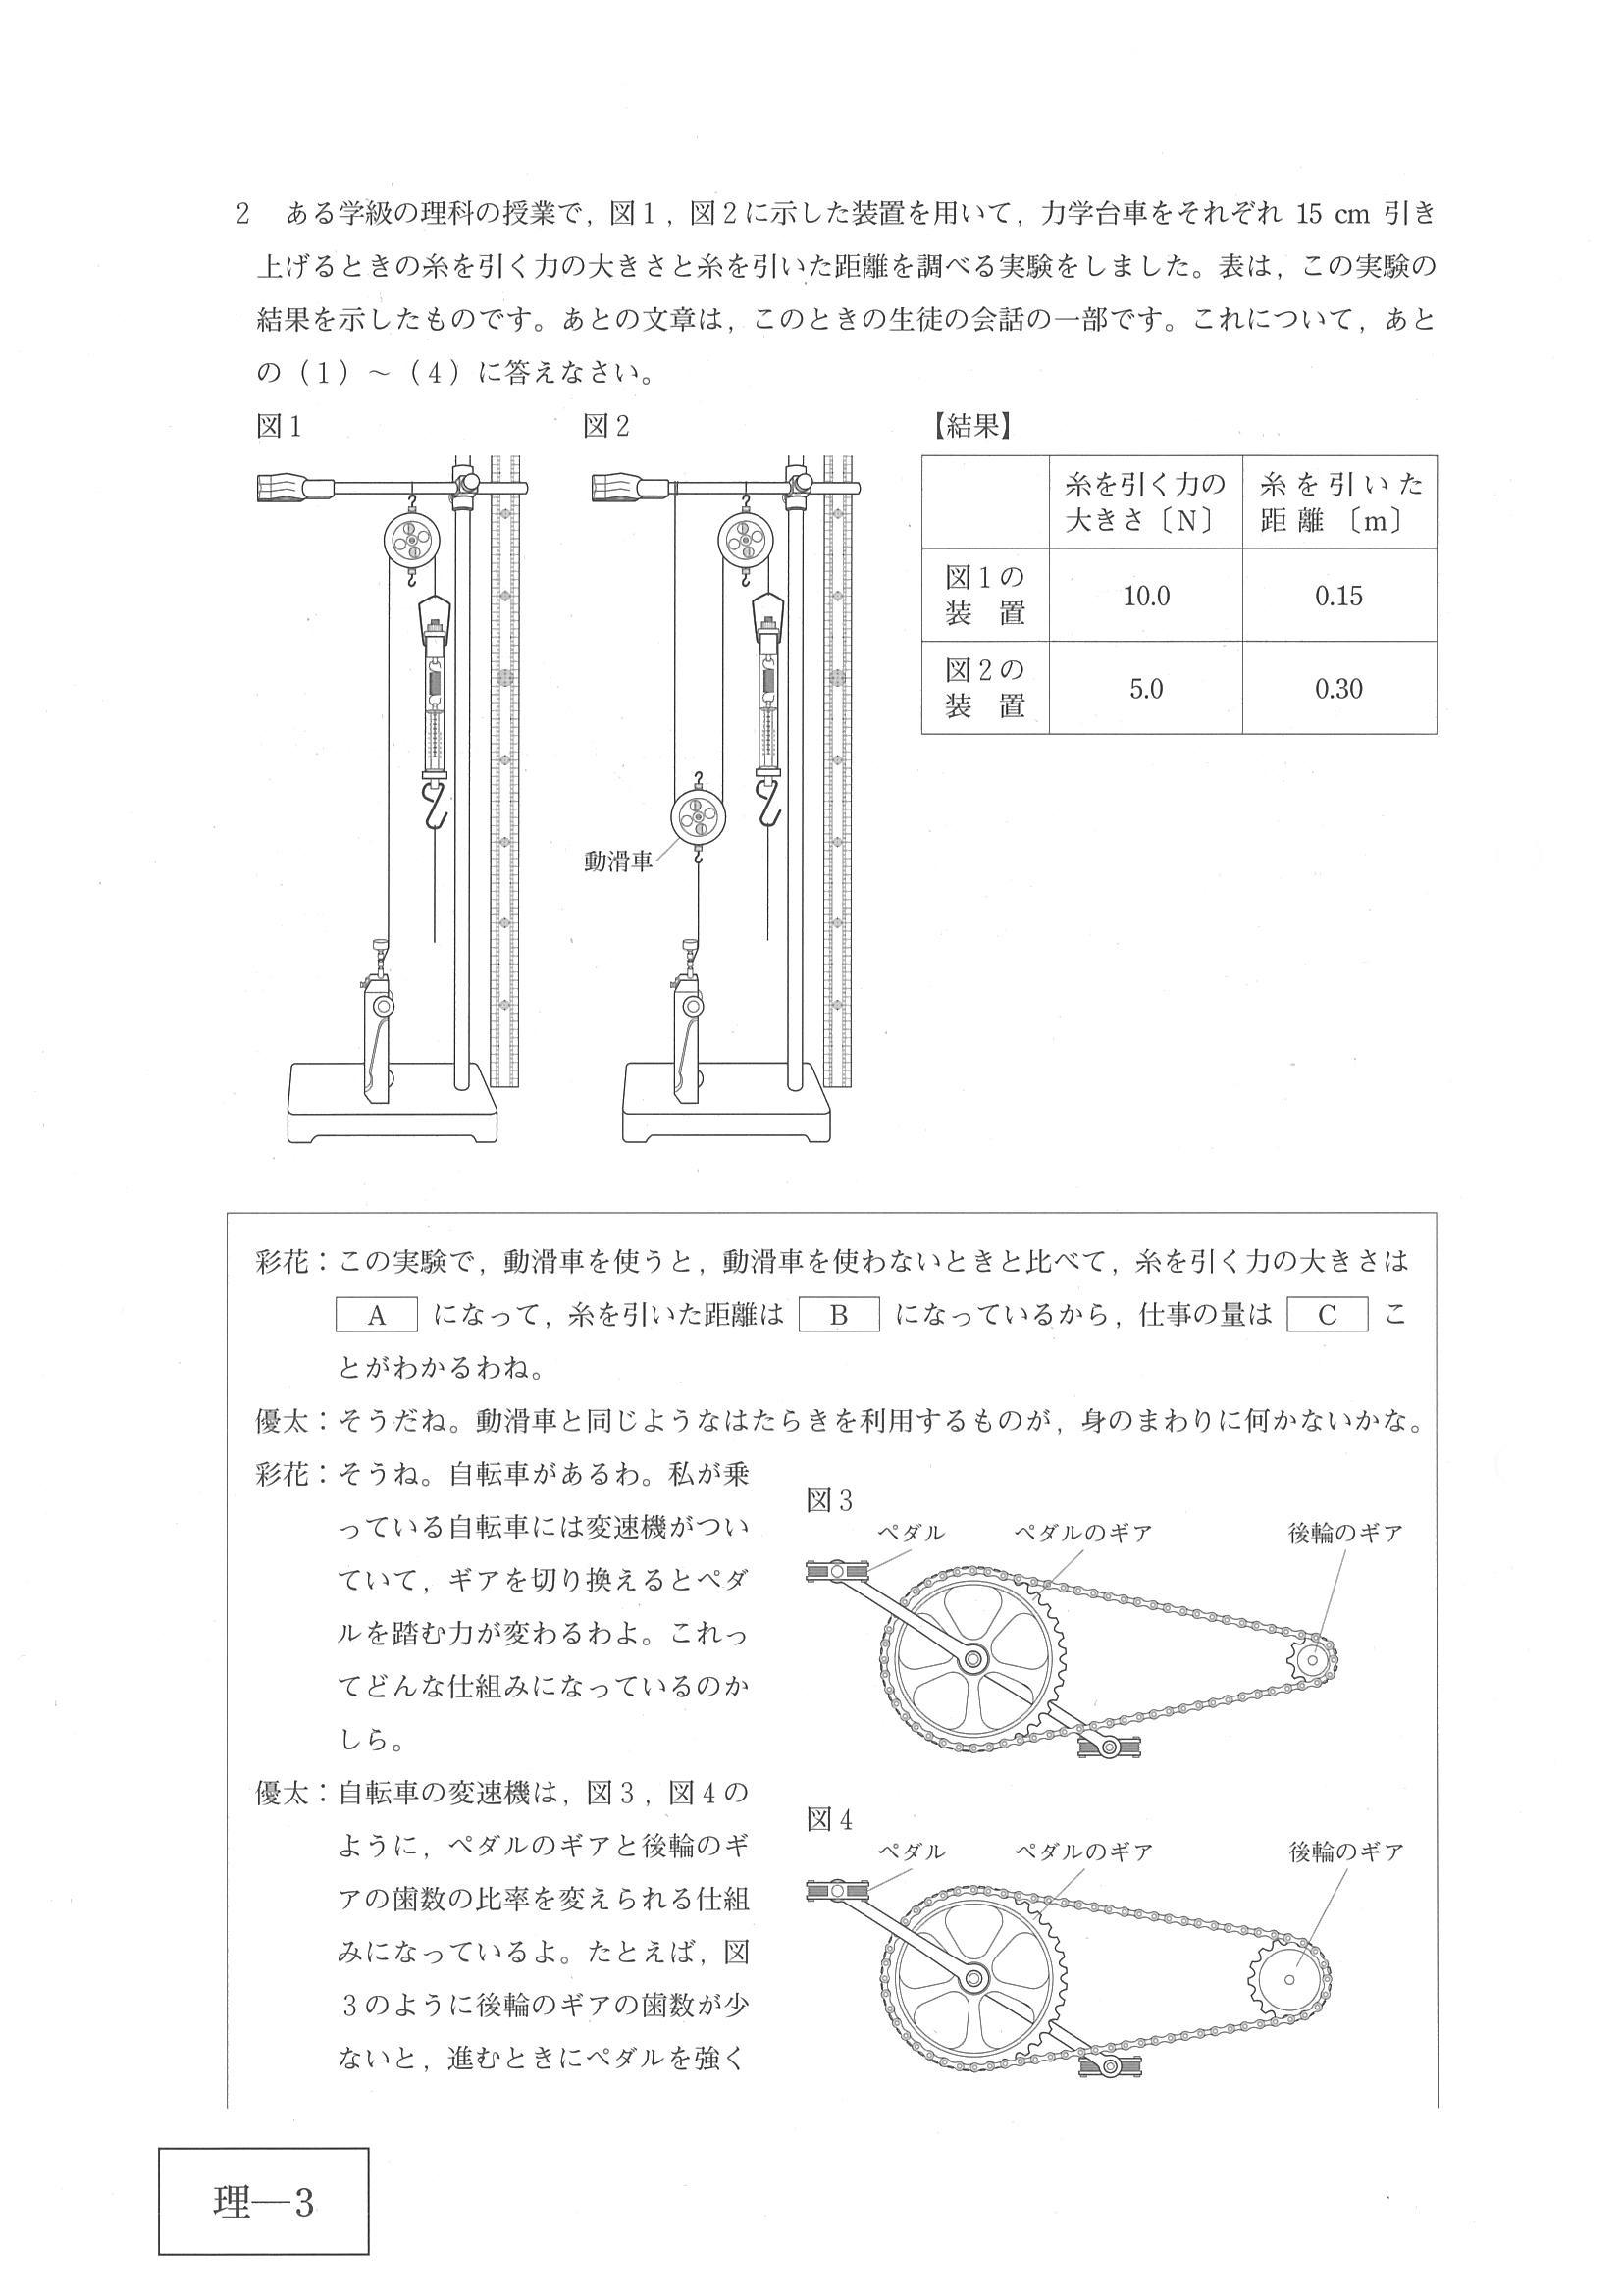 2　ある学級の理科の授業で，図1，図2に示した装置を用いて，力学台車をそれぞれ 15 cm 引き
上げるときの糸を引く力の大きさと糸を引いた距離を調べる実験をしました。表は，この実験の
結果を示したものです。あとの文章は，このときの生徒の会話の一部です。これについて，あと
の（1）～（4）に答えなさい。
図1
図2
動滑車
【結果】
糸を引く力の 糸を引いた
大きさ〔N〕 距離〔m〕
図1の
装置 10.0 0.15
図2の
装置 5.0 0.30
彩花：この実験で，動滑車を使うと，動滑車を使わないときと比べて，糸を引く力の大きさは
A になって，糸を引いた距離は B になっているから，仕事の量は C こ
とがわかるわね。
優太：そうだね。動滑車と同じようなはたらきを利用するものが，身のまわりに何かないかな。
彩花：そうね。自転車があるわ。私が乗
っている自転車には変速機がつい
ていて，ギアを切り換えるとペダ
ルを踏む力が変わるわよ。これっ
てどんな仕組みになっているのか
しら。
優太：自転車の変速機は，図3，図4の
ように，ペダルのギアと後輪のギ
アの歯数の比率を変えられる仕組
みになっているよ。たとえば，図
3のように後輪のギアの歯数が少
ないと，進むときにペダルを強く
図3
ペダル ペダルのギア 後輪のギア
図4
ペダル ペダルのギア 後輪のギア
理―3